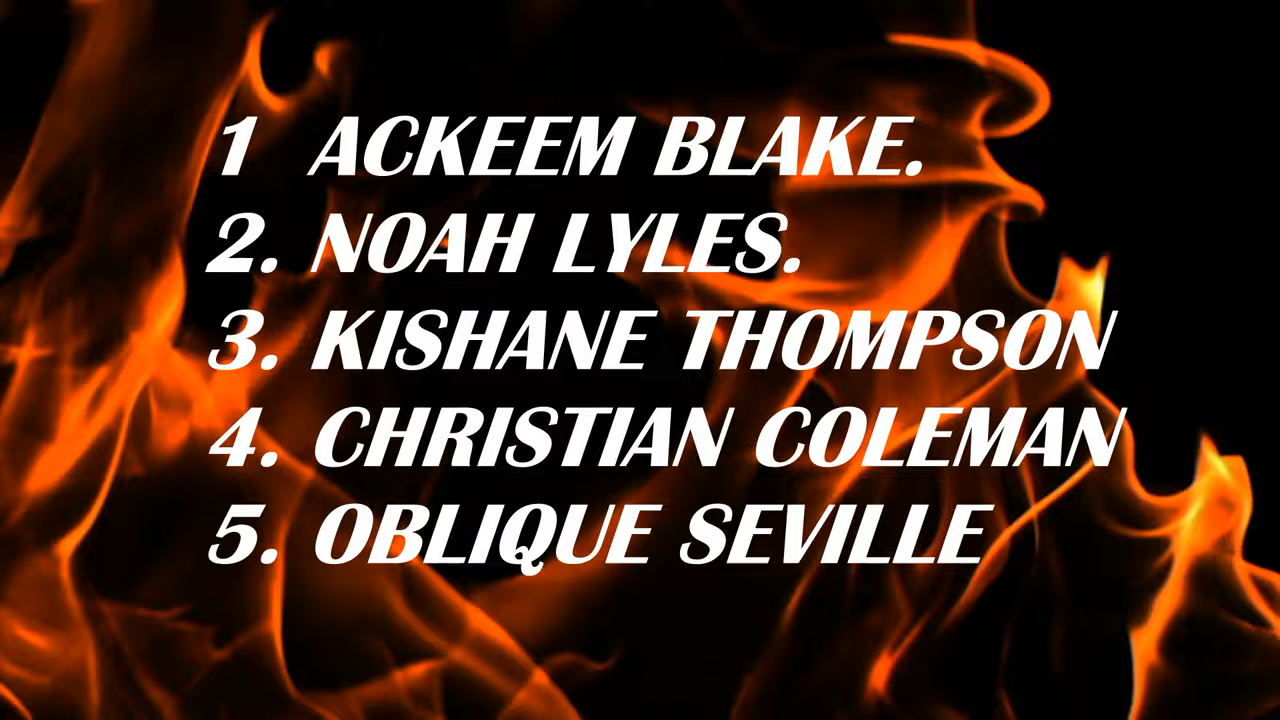 1 ACKEEM BLAKE.
2. NOAH LYLES.
3. KISHANE THOMPSON
4. CHRISTIAN COLEMAN
5. OBLIQUE SEVILLE